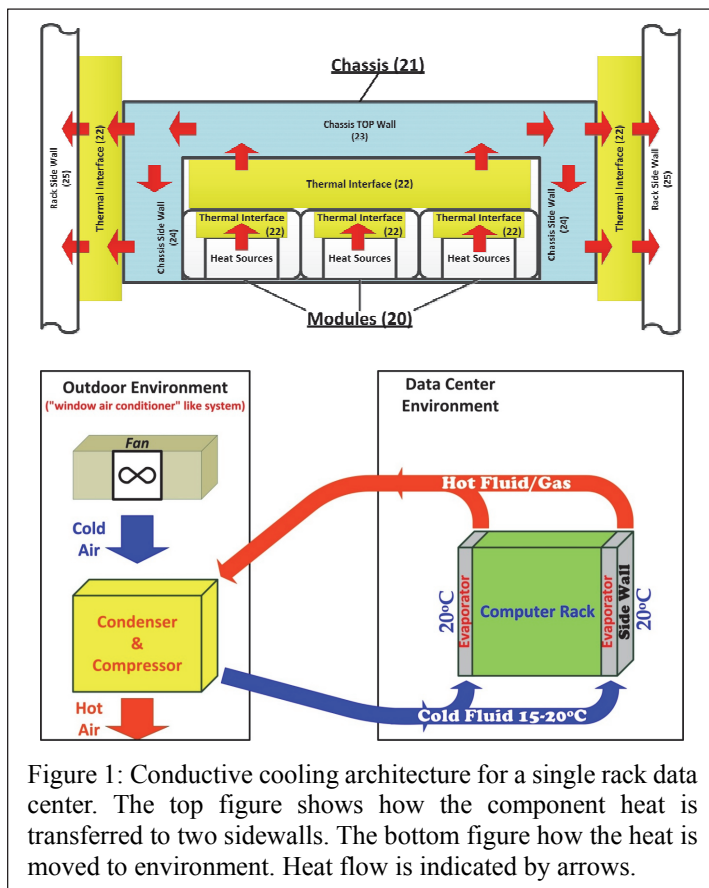 Chassis (21)
Chassis TOP Wall
(23)
Rack Side Wall
(25)
Thermal Interface (22)
Chassis Side Wall
(24)
Thermal Interface (22)
Thermal Interface
(22)
Thermal Interface
(22)
Thermal Interface
(22)
Heat Sources
Heat Sources
Heat Sources
Chassis Side Wall
(24)
Thermal Interface (22)
Rack Side Wall
(25)
Modules (20)
Outdoor Environment
("window air conditioner" like system)
Fan
Cold
Air
Condenser
&
Compressor
Hot
Air
Data Center
Environment
Hot Fluid/Gas
20°C
Evaporator
Computer Rack
Evaporator
Side Wall
20°C
Cold Fluid 15-20°C
Figure 1: Conductive cooling architecture for a single rack data
center. The top figure shows how the component heat is
transferred to two sidewalls. The bottom figure how the heat is
moved to environment. Heat flow is indicated by arrows.